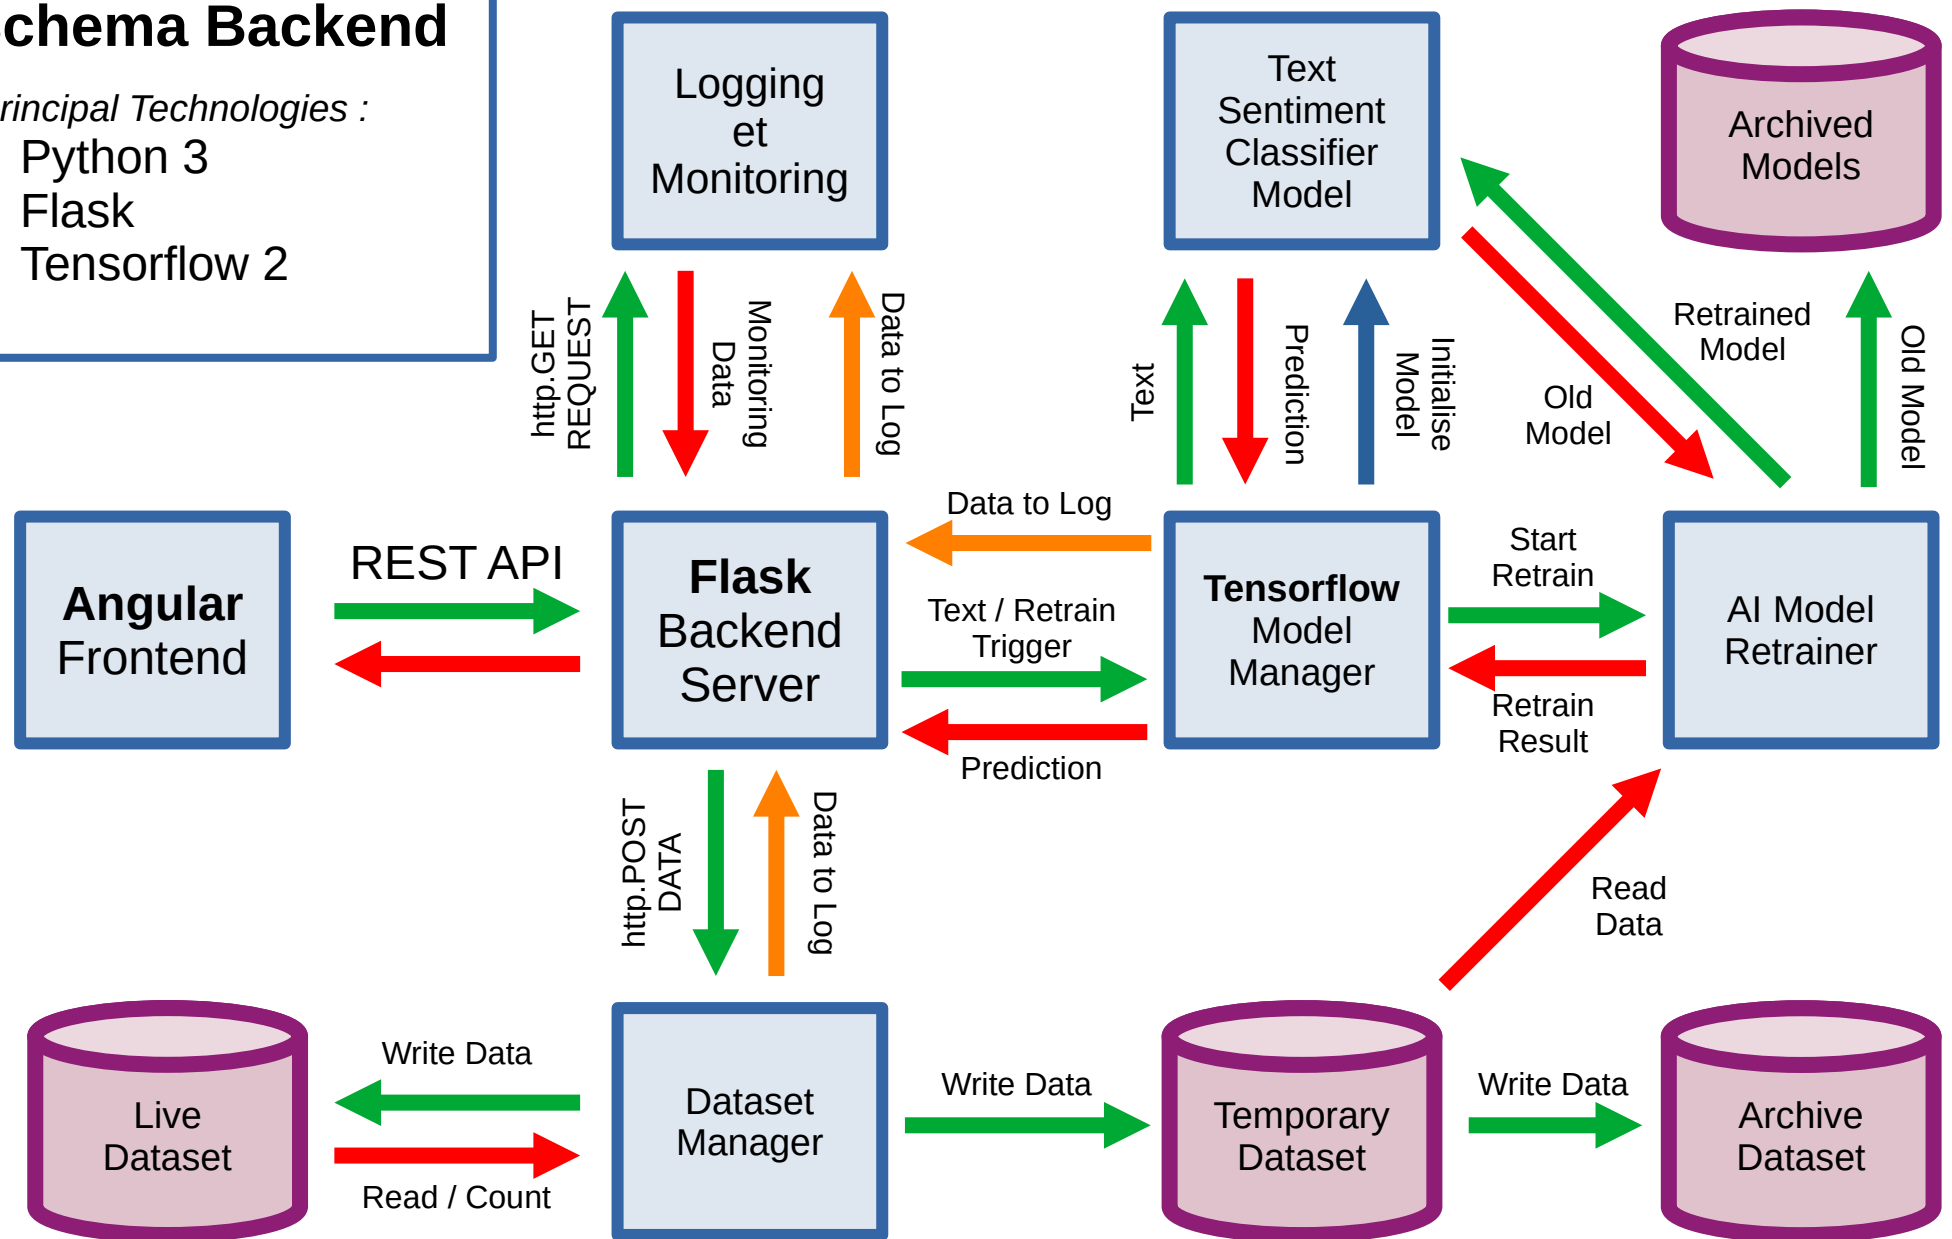 chema Backend
rincipal Technologies :
Python 3
Flask
Tensorflow 2
Logging
et
Monitoring
Text
Sentiment
Classifier
Model
Archived
Models
http.GET
REQUEST
Monitoring
Data
Data to Log
Text
Prediction
Initialise
Model
Retrained
Model
Old
Model
Old Model
Angular
Frontend
REST API
Flask
Backend
Server
Data to Log
Text / Retrain
Trigger
Prediction
Tensorflow
Model
Manager
Start
Retrain
Retrain
Result
AI Model
Retrainer
http.POST
DATA
Data to Log
Read
Data
Live
Dataset
Write Data
Read / Count
Dataset
Manager
Write Data
Temporary
Dataset
Write Data
Archive
Dataset